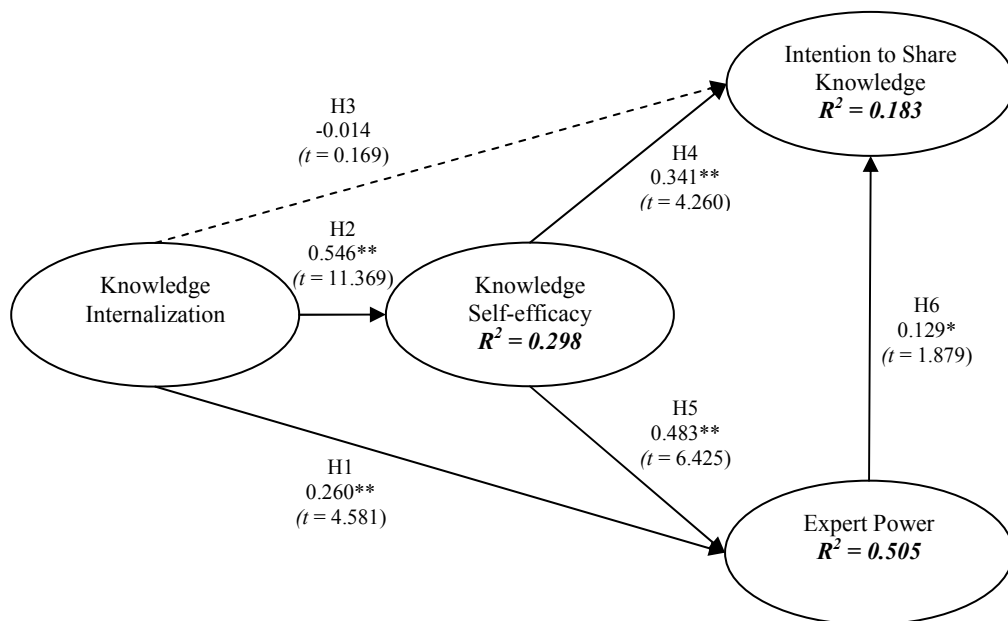 Intention to Share
Knowledge
R² = 0.183
H3
-0.014
(t = 0.169)
H4
0.341**
(t = 4.260)
H2
0.546**
(t = 11.369)
Knowledge
Internalization
Knowledge
Self-efficacy
R² = 0.298
H6
0.129*
(t = 1.879)
H5
0.483**
(t = 6.425)
H1
0.260**
(t = 4.581)
Expert Power
R² = 0.505